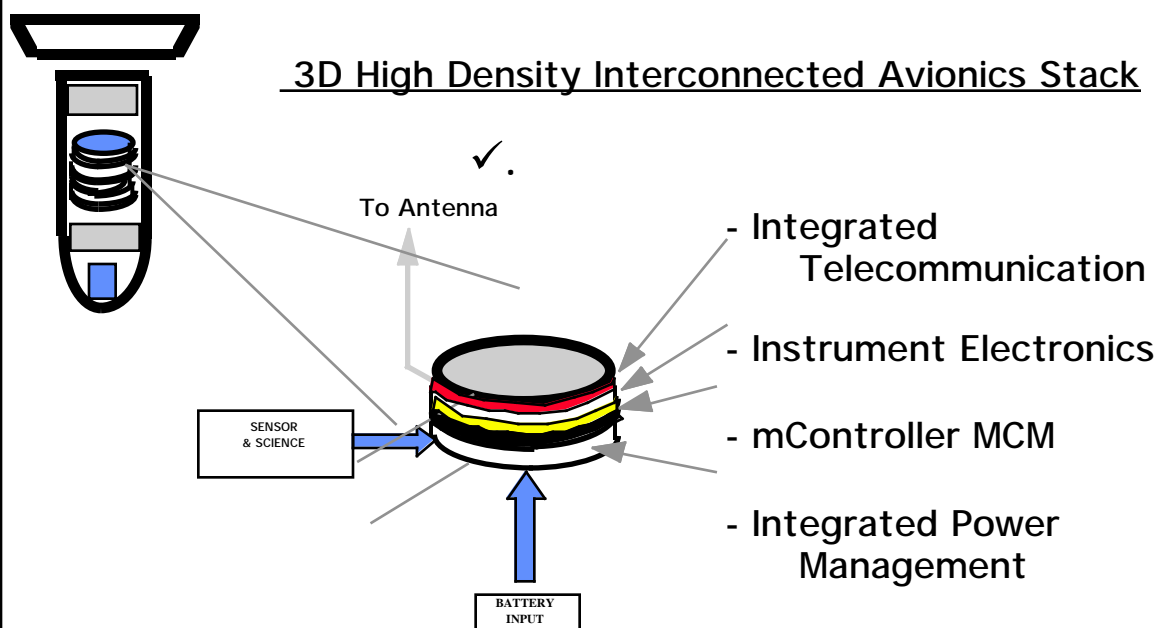 3D High Density Interconnected Avionics Stack
✓.
To Antenna
- Integrated
Telecommunication
- Instrument Electronics
SENSOR
& SCIENCE
- mController MCM
- Integrated Power
Management
BATTERY
INPUT